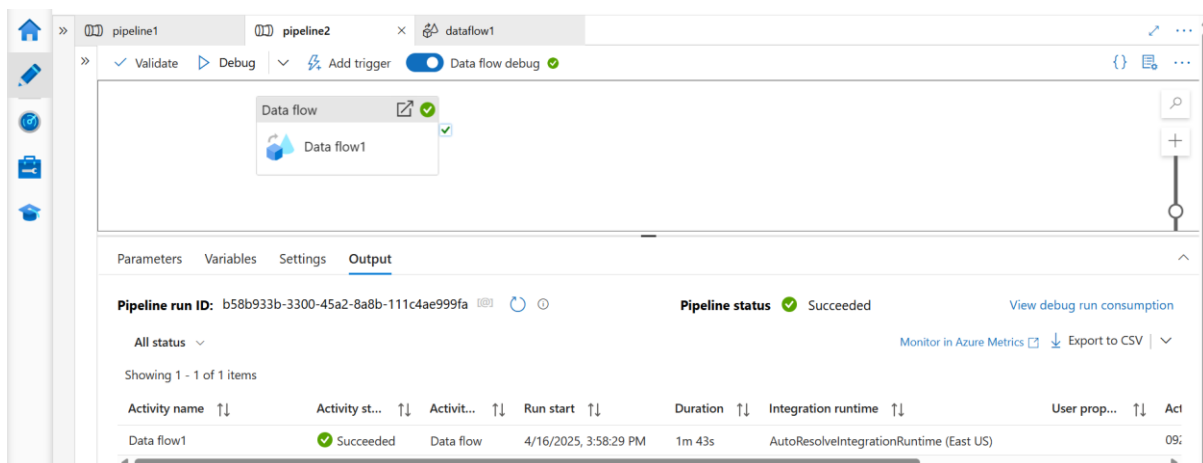 pipeline1 pipeline2 dataflow1
Validate Debug Add trigger Data flow debug
Data flow
Data flow1
Parameters Variables Settings Output
Pipeline run ID: b58b933b-3300-45a2-8a8b-111c4ae999fa Pipeline status Succeeded View debug run consumption
All status Monitor in Azure Metrics Export to CSV
Showing 1 - 1 of 1 items
Activity name Activity st... Activit... Run start Duration Integration runtime User prop... Act
Data flow1 Succeeded Data flow 4/16/2025, 3:58:29 PM 1m 43s AutoResolveIntegrationRuntime (East US) 092